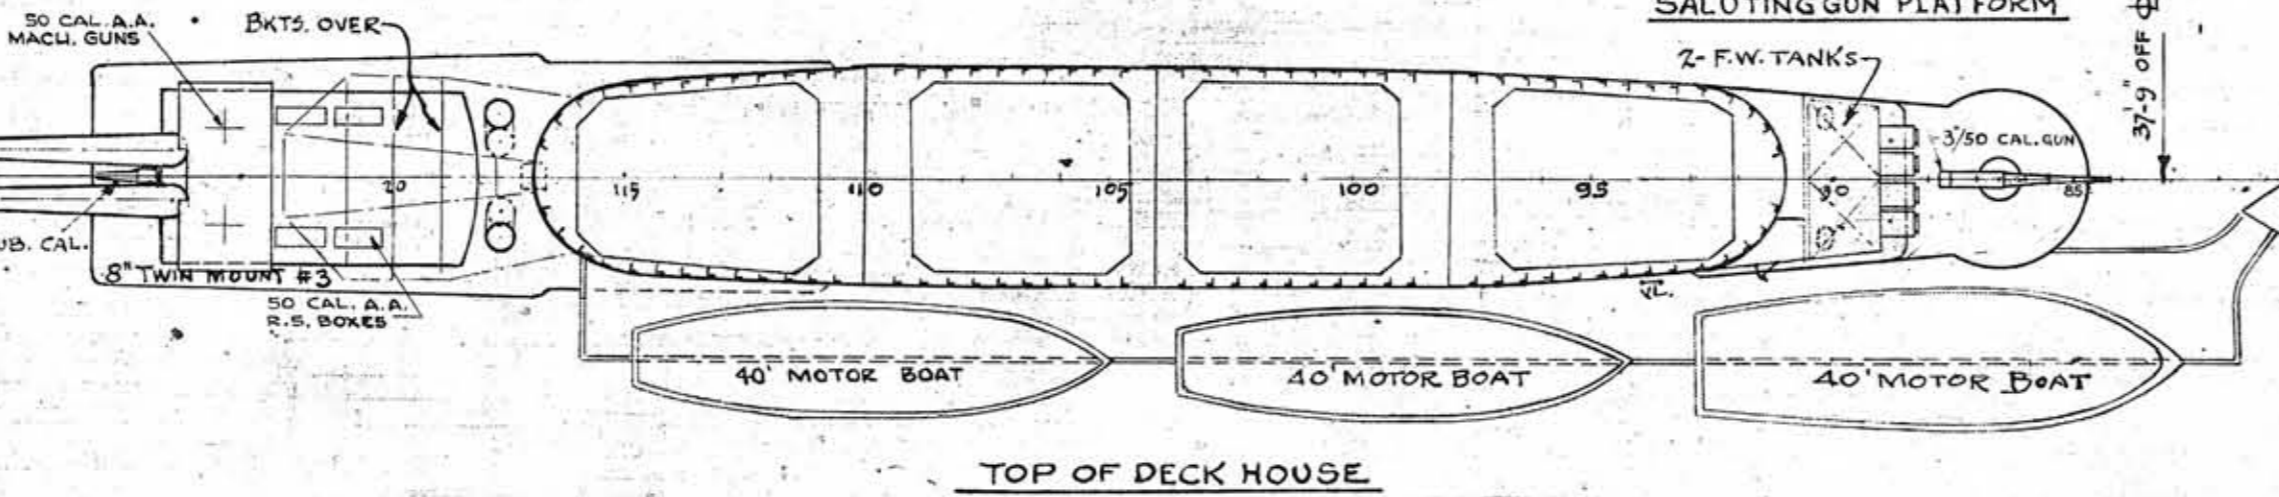 SALUTING GUN PLATFORM
50 CAL. A.A.
MACH. GUNS
BKTS. OVER
2- F.W. TANKS
37'-9" OFF ₵
3"/50 CAL. GUN
115
110
105
100
95
90
85
UB. CAL.
8" TWIN MOUNT #3
50 CAL. A.A.
R.S. BOXES
40' MOTOR BOAT
40' MOTOR BOAT
40' MOTOR BOAT
TOP OF DECK HOUSE